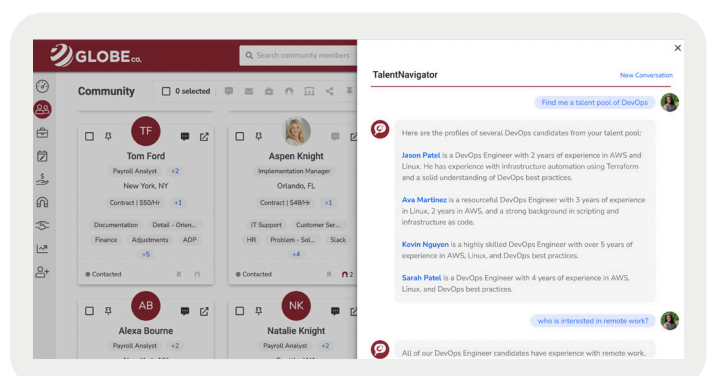 GLOBE co.
Search community members
Community
0 selected
TF
Tom Ford
Payroll Analyst +2
New York, NY
Contract | $50/Hr +1
Documentation Detail - Orien...
Finance Adjustments ADP
+5
Contacted
Aspen Knight
Implementation Manager
Orlando, FL
Contract | $48/Hr +1
IT Support Customer Ser...
HR Problem - Sol... Slack
+4
Contacted 2
AB
Alexa Bourne
Payroll Analyst +2
NK
Natalie Knight
Payroll Analyst +2
TalentNavigator
New Conversation
Find me a talent pool of DevOps
Here are the profiles of several DevOps candidates from your talent pool:
Jason Patel is a DevOps Engineer with 2 years of experience in AWS and
Linux. He has experience with infrastructure automation using Terraform
and a solid understanding of DevOps best practices.
Ava Martinez is a resourceful DevOps Engineer with 3 years of experience
in Linux, 2 years in AWS, and a strong background in scripting and
infrastructure as code.
Kevin Nguyen is a highly skilled DevOps Engineer with over 5 years of
experience in AWS, Linux, and DevOps best practices.
Sarah Patel is a DevOps Engineer with 4 years of experience in AWS,
Linux, and DevOps best practices.
who is interested in remote work?
All of our DevOps Engineer candidates have experience with remote work.